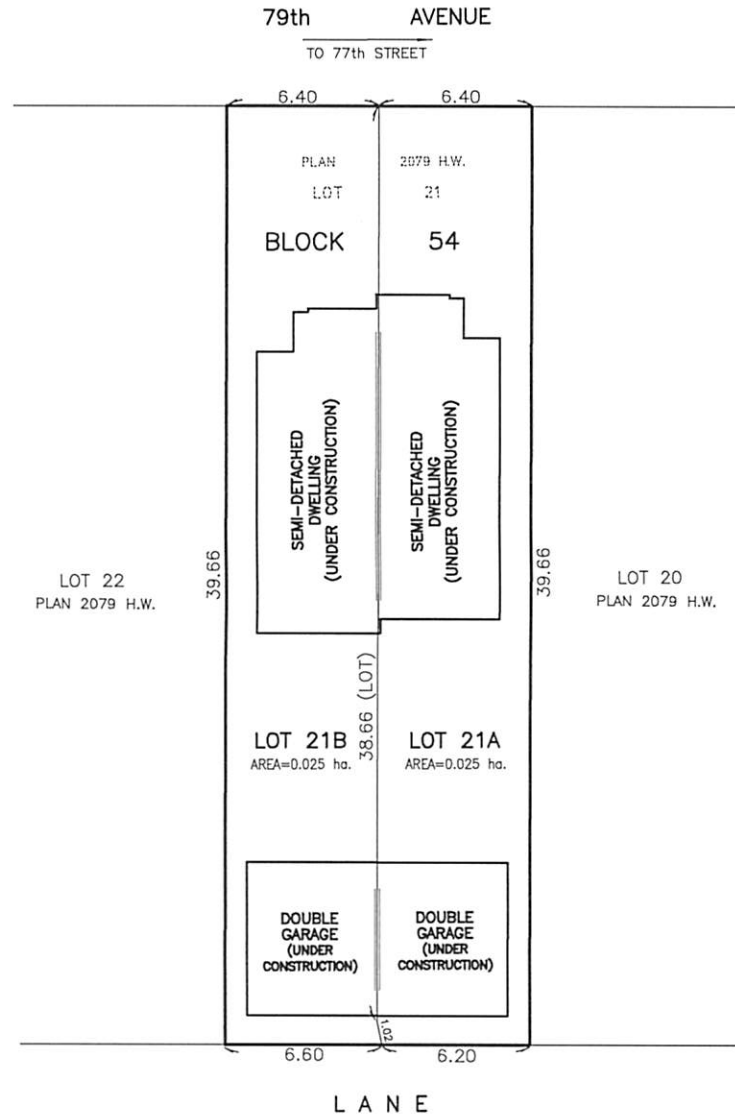 79th AVENUE
TO 77th STREET
6.40 6.40
PLAN 2079 H.W.
LOT 21
BLOCK 54
SEMI-DETACHED
DWELLING
(UNDER CONSTRUCTION)
SEMI-DETACHED
DWELLING
(UNDER CONSTRUCTION)
LOT 22
PLAN 2079 H.W.
39.66
39.66
LOT 20
PLAN 2079 H.W.
38.66 (LOT)
LOT 21B
AREA=0.025 ha.
LOT 21A
AREA=0.025 ha.
DOUBLE
GARAGE
(UNDER
CONSTRUCTION)
DOUBLE
GARAGE
(UNDER
CONSTRUCTION)
1.02
6.60 6.20
LANE